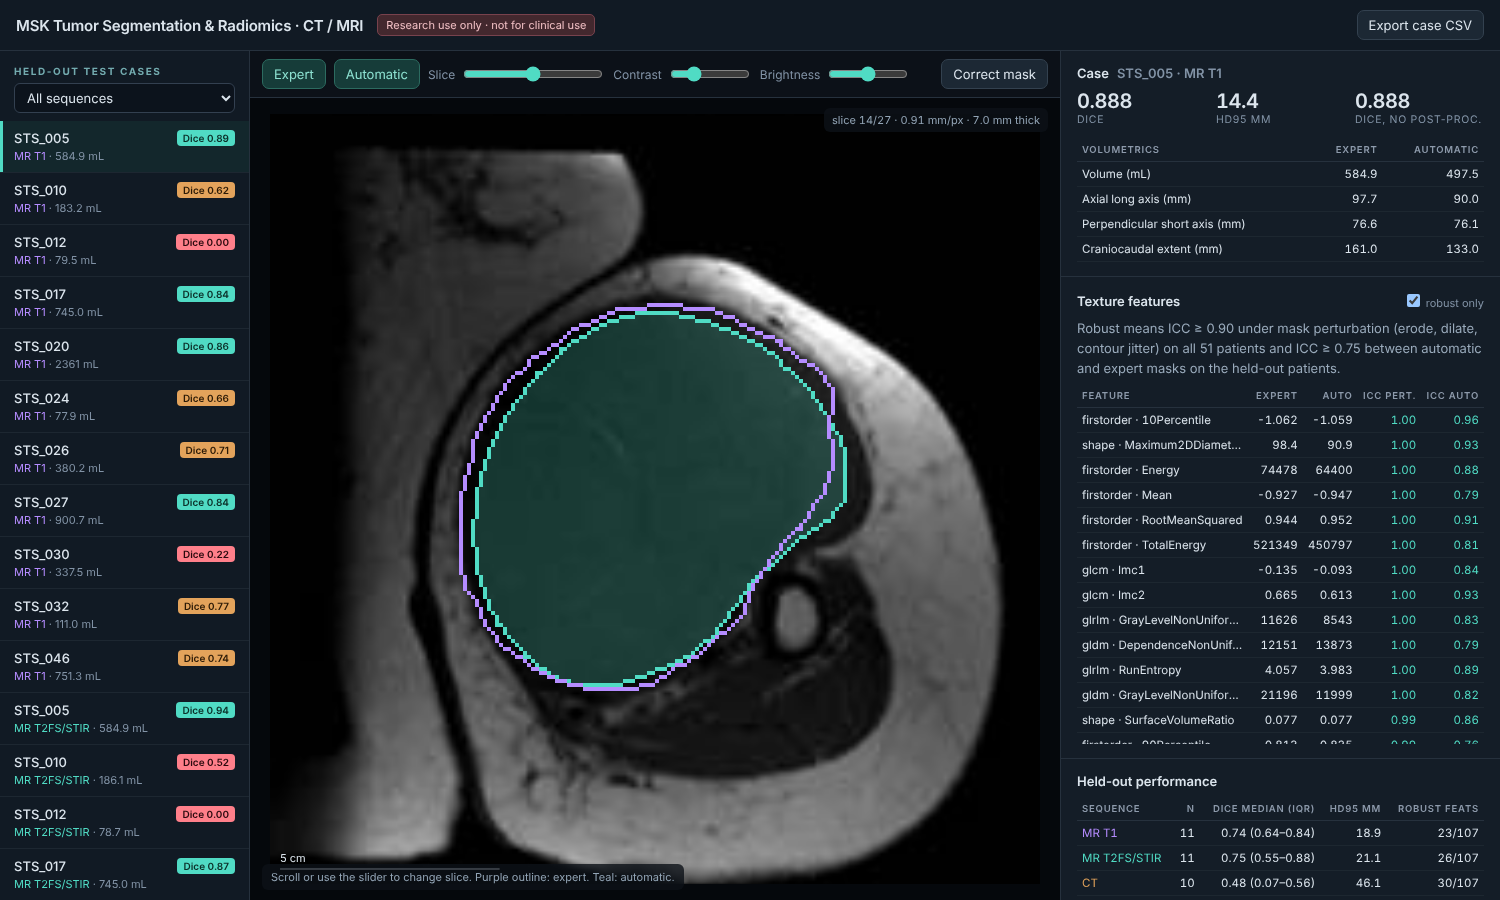 MSK Tumor Segmentation & Radiomics · CT / MRI
Research use only · not for clinical use
Export case CSV
HELD-OUT TEST CASES
All sequences
STS_005 Dice 0.89
MR T1 · 584.9 mL
STS_010 Dice 0.62
MR T1 · 183.2 mL
STS_012 Dice 0.00
MR T1 · 79.5 mL
STS_017 Dice 0.84
MR T1 · 745.0 mL
STS_020 Dice 0.86
MR T1 · 2361 mL
STS_024 Dice 0.66
MR T1 · 77.9 mL
STS_026 Dice 0.71
MR T1 · 380.2 mL
STS_027 Dice 0.84
MR T1 · 900.7 mL
STS_030 Dice 0.22
MR T1 · 337.5 mL
STS_032 Dice 0.77
MR T1 · 111.0 mL
STS_046 Dice 0.74
MR T1 · 751.3 mL
STS_005 Dice 0.94
MR T2FS/STIR · 584.9 mL
STS_010 Dice 0.52
MR T2FS/STIR · 186.1 mL
STS_012 Dice 0.00
MR T2FS/STIR · 78.7 mL
STS_017 Dice 0.87
MR T2FS/STIR · 745.0 mL
Expert Automatic Slice Contrast Brightness Correct mask
slice 14/27 · 0.91 mm/px · 7.0 mm thick
5 cm
Scroll or use the slider to change slice. Purple outline: expert. Teal: automatic.
Case STS_005 · MR T1
0.888 14.4 0.888
DICE HD95 MM DICE, NO POST-PROC.
VOLUMETRICS EXPERT AUTOMATIC
Volume (mL) 584.9 497.5
Axial long axis (mm) 97.7 90.0
Perpendicular short axis (mm) 76.6 76.1
Craniocaudal extent (mm) 161.0 133.0
Texture features robust only
Robust means ICC ≥ 0.90 under mask perturbation (erode, dilate,
contour jitter) on all 51 patients and ICC ≥ 0.75 between automatic
and expert masks on the held-out patients.
FEATURE EXPERT AUTO ICC PERT. ICC AUTO
firstorder · 10Percentile -1.062 -1.059 1.00 0.96
shape · Maximum2DDiamet... 98.4 90.9 1.00 0.93
firstorder · Energy 74478 64400 1.00 0.88
firstorder · Mean -0.927 -0.947 1.00 0.79
firstorder · RootMeanSquared 0.944 0.952 1.00 0.91
firstorder · TotalEnergy 521349 450797 1.00 0.81
glcm · Imc1 -0.135 -0.093 1.00 0.84
glcm · Imc2 0.665 0.613 1.00 0.93
glrlm · GrayLevelNonUnifor... 11626 8543 1.00 0.83
gldm · DependenceNonUnif... 12151 13873 1.00 0.79
glrlm · RunEntropy 4.057 3.983 1.00 0.89
gldm · GrayLevelNonUnifor... 21196 11999 1.00 0.82
shape · SurfaceVolumeRatio 0.077 0.077 0.99 0.86
Held-out performance
SEQUENCE N DICE MEDIAN (IQR) HD95 MM ROBUST FEATS
MR T1 11 0.74 (0.64–0.84) 18.9 23/107
MR T2FS/STIR 11 0.75 (0.55–0.88) 21.1 26/107
CT 10 0.48 (0.07–0.56) 46.1 30/107